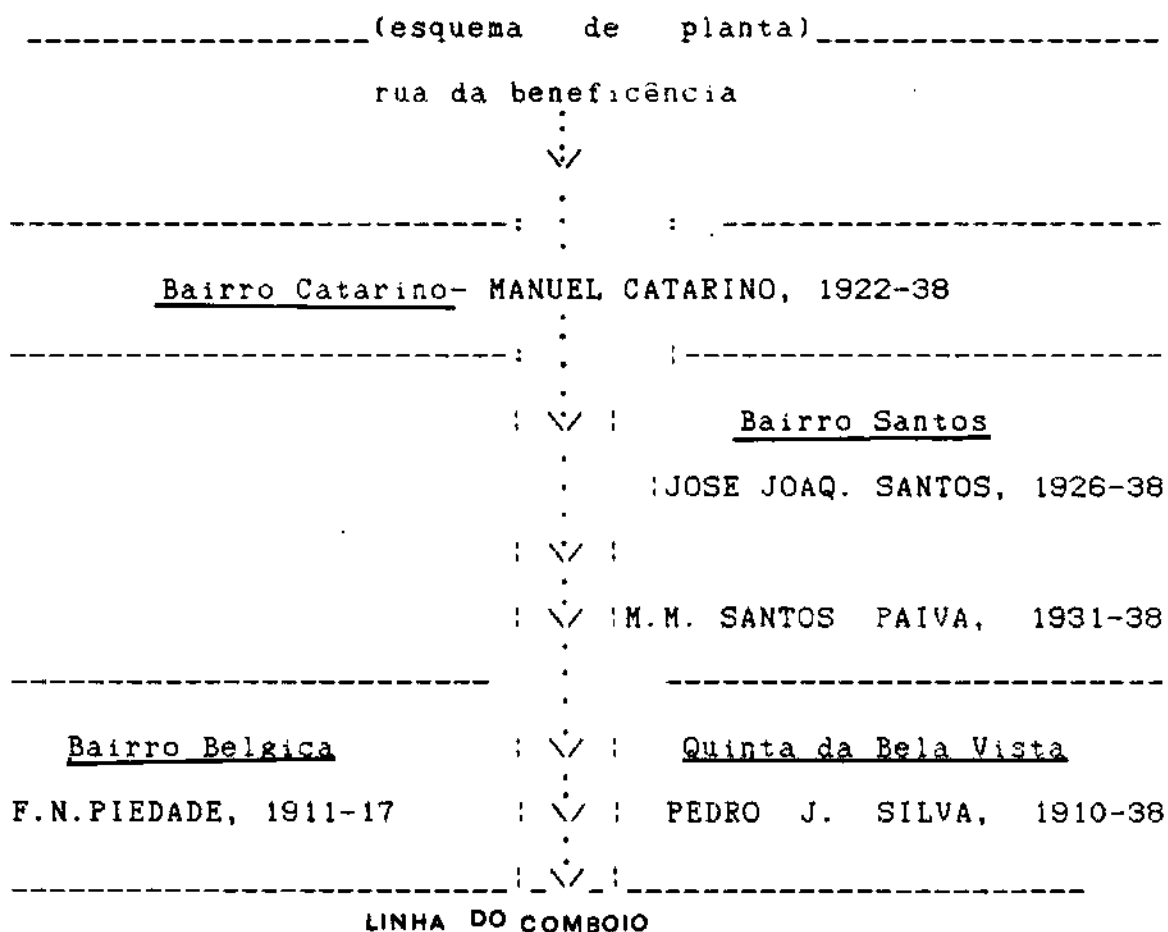 (esquema de planta)
rua da beneficência
Bairro Catarino- MANUEL CATARINO, 1922-38
Bairro Santos
JOSE JOAQ. SANTOS, 1926-38
M.M. SANTOS PAIVA, 1931-38
Bairro Belgica
Quinta da Bela Vista
F.N.PIEDADE, 1911-17
PEDRO J. SILVA, 1910-38
LINHA DO COMBOIO